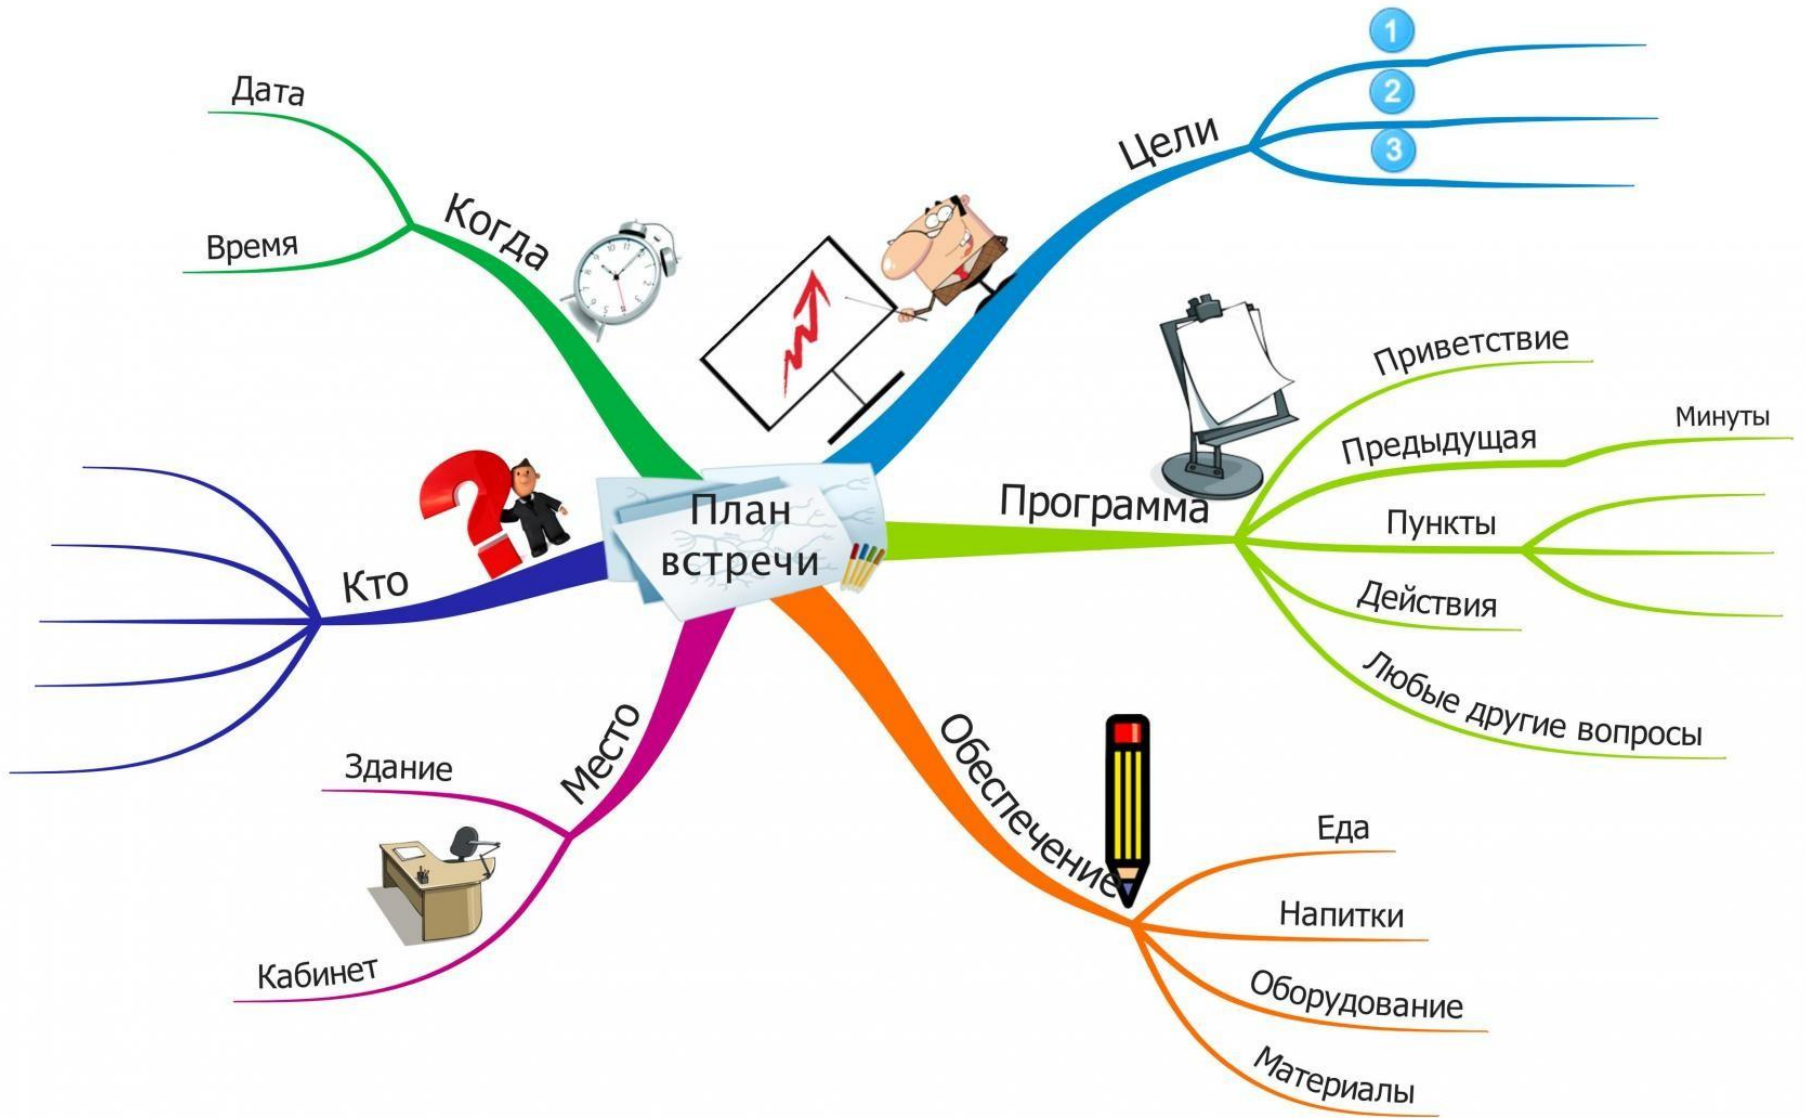 План
встречи
Цели
1
2
3
Программа
Приветствие
Предыдущая
Минуты
Пункты
Действия
Любые другие вопросы
Обеспечение
Еда
Напитки
Оборудование
Материалы
Место
Здание
Кабинет
Кто
Когда
Дата
Время